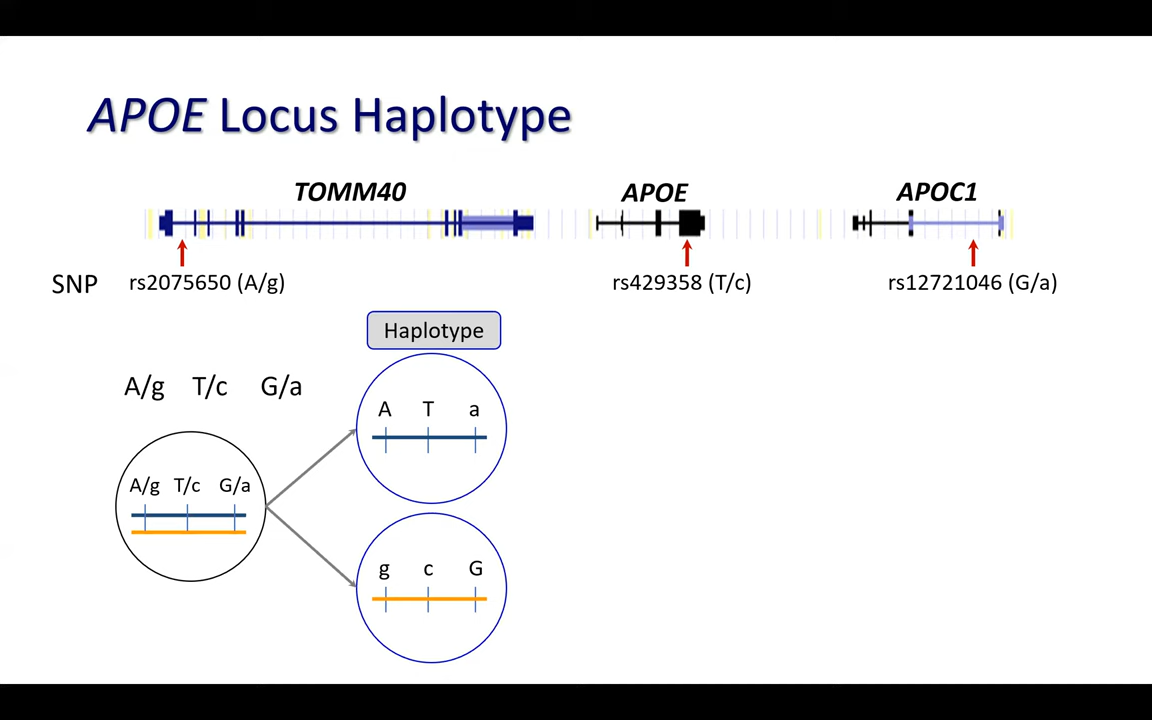 APOE Locus Haplotype
TOMM40 APOE APOC1
SNP rs2075650 (A/g) rs429358 (T/c) rs12721046 (G/a)
Haplotype
A/g T/c G/a
A T a
A/g T/c G/a
g c G